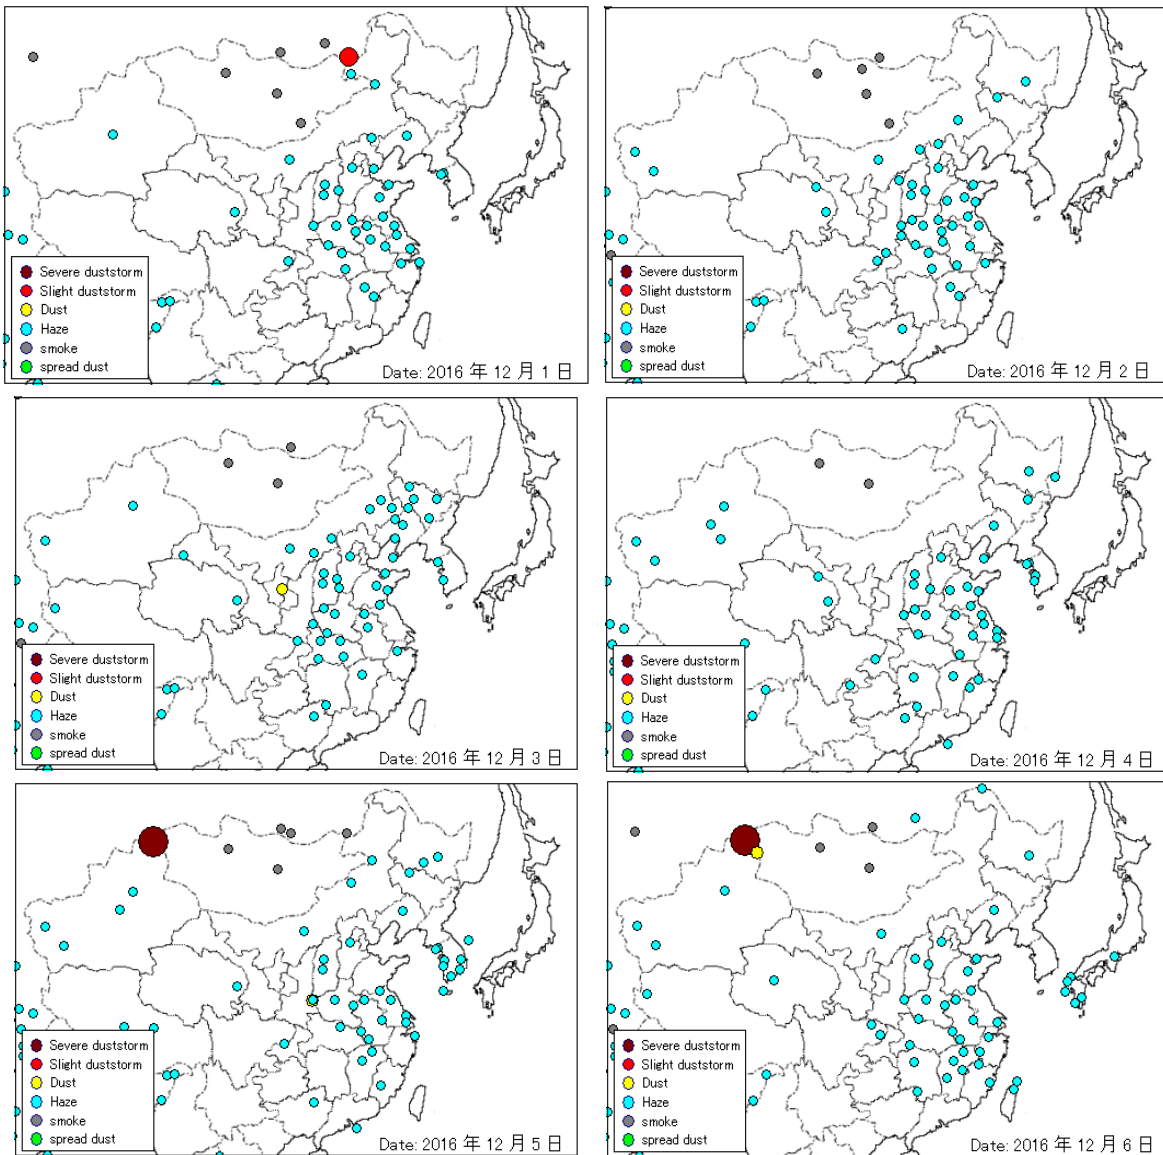 Severe duststorm
Slight duststorm
Dust
Haze
smoke
spread dust
Date: 2016 年 12 月 1 日
Severe duststorm
Slight duststorm
Dust
Haze
smoke
spread dust
Date: 2016 年 12 月 2 日
Severe duststorm
Slight duststorm
Dust
Haze
smoke
spread dust
Date: 2016 年 12 月 3 日
Severe duststorm
Slight duststorm
Dust
Haze
smoke
spread dust
Date: 2016 年 12 月 4 日
Severe duststorm
Slight duststorm
Dust
Haze
smoke
spread dust
Date: 2016 年 12 月 5 日
Severe duststorm
Slight duststorm
Dust
Haze
smoke
spread dust
Date: 2016 年 12 月 6 日